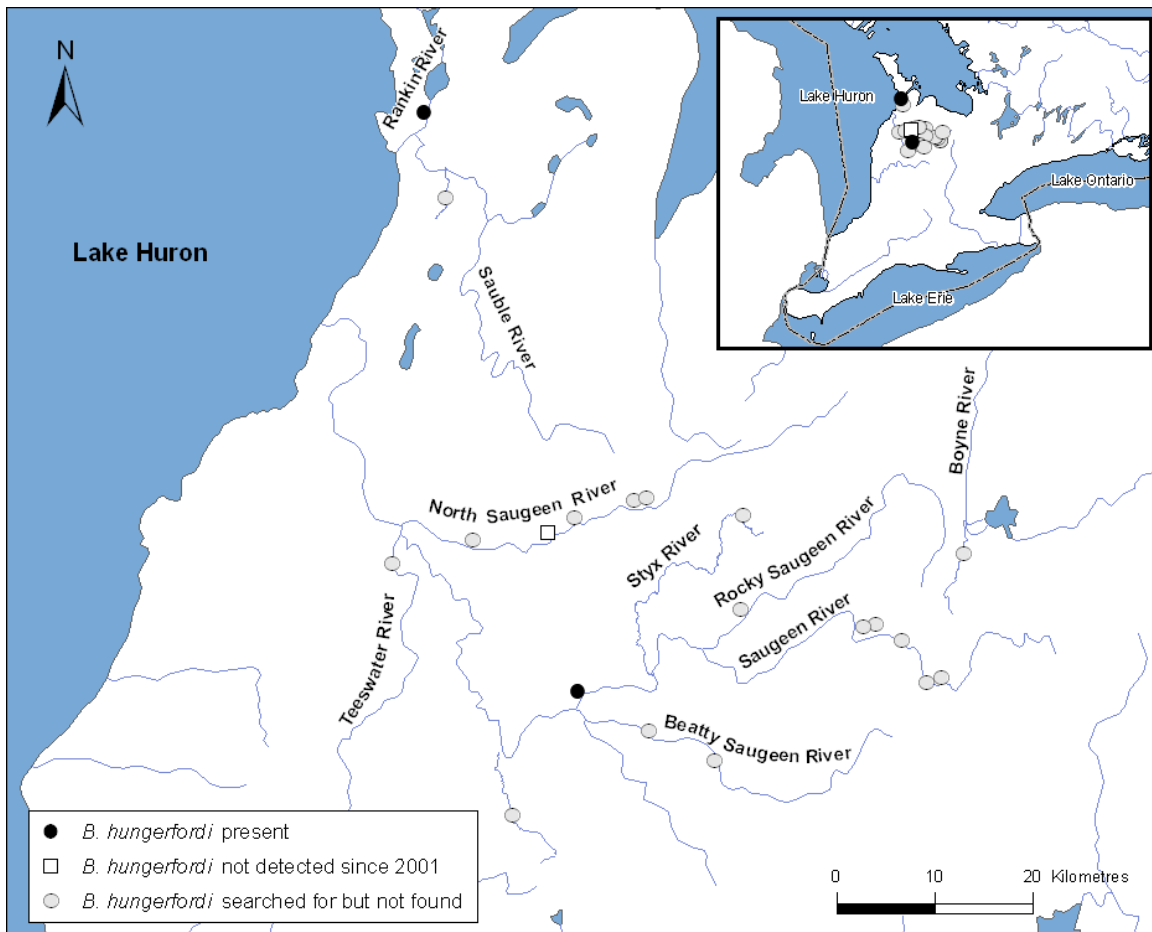 N
Rankin River
Lake Huron
Lake Ontario
Lake Erie
Lake Huron
Sauble River
Boyne River
North Saugeen River
Styx River
Rocky Saugeen River
Saugeen River
Teeswater River
Beatty Saugeen River
B. hungerfordi present
B. hungerfordi not detected since 2001
B. hungerfordi searched for but not found
0 10 20 Kilometres